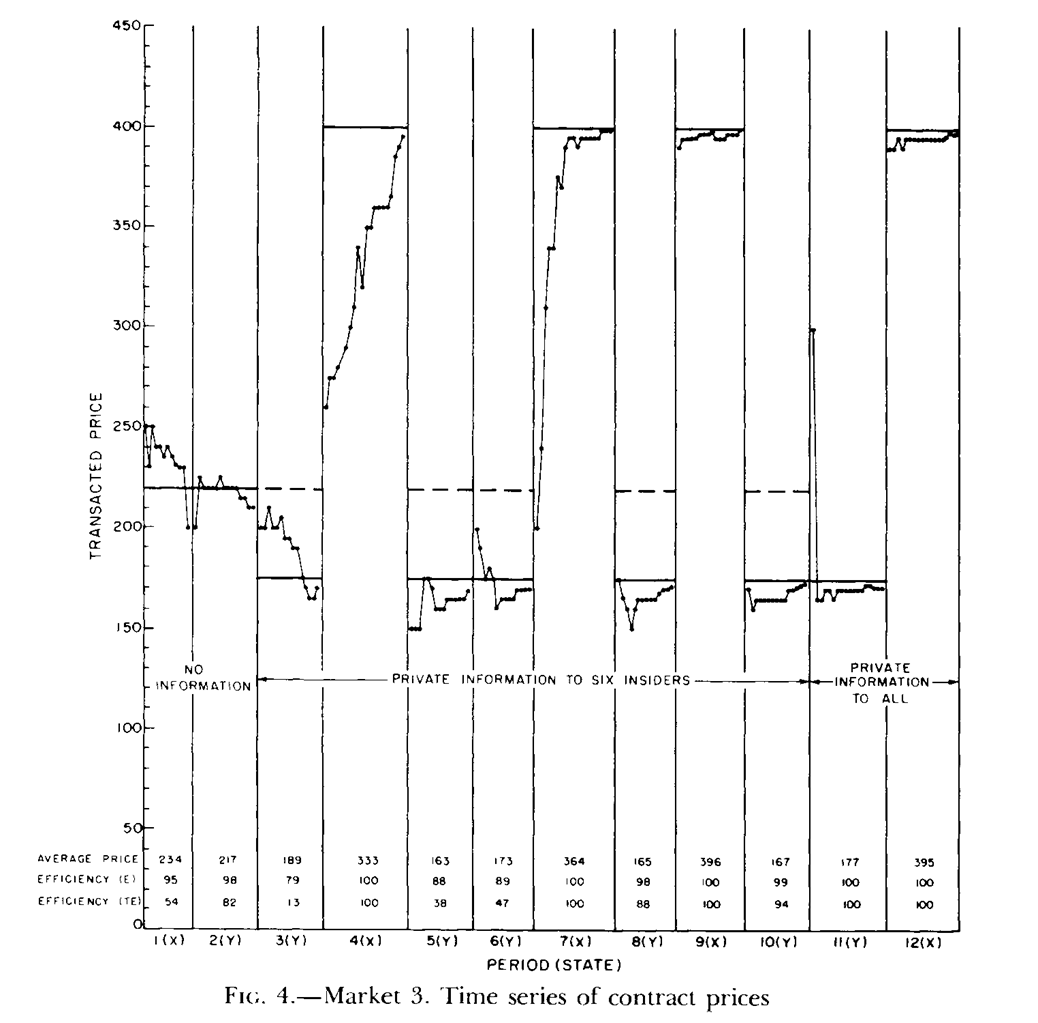 450
400
350
300
250
200
150
100
50
0
TRANSACTED PRICE
NO
INFORMATION
PRIVATE INFORMATION TO SIX INSIDERS
PRIVATE
INFORMATION
TO ALL
AVERAGE PRICE 234 217 189 333 163 173 364 165 396 167 177 395
EFFICIENCY (E) 95 98 79 100 88 89 100 98 100 99 100 100
EFFICIENCY (TE) 54 82 13 100 38 47 100 88 100 94 100 100
1(X) 2(Y) 3(Y) 4(X) 5(Y) 6(Y) 7(X) 8(Y) 9(X) 10(Y) 11(Y) 12(X)
PERIOD (STATE)
FIG. 4.—Market 3. Time series of contract prices